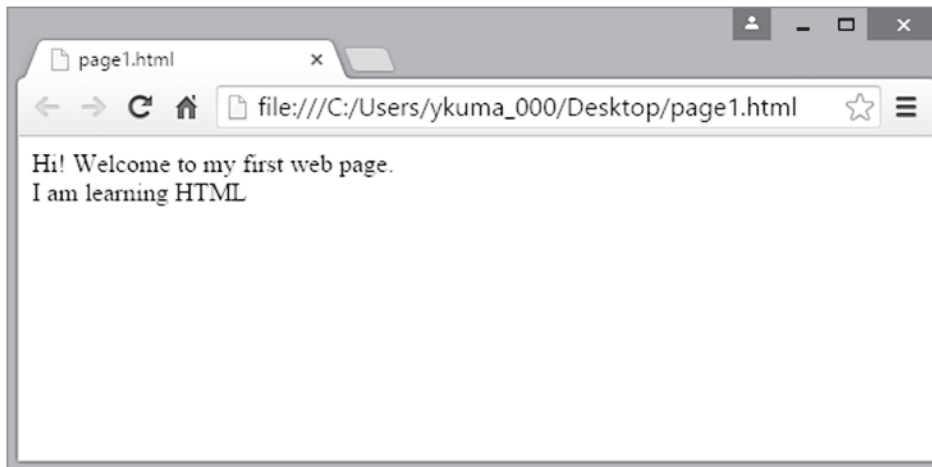 page1.html
file:///C:/Users/ykuma_000/Desktop/page1.html
Hi! Welcome to my first web page.
I am learning HTML